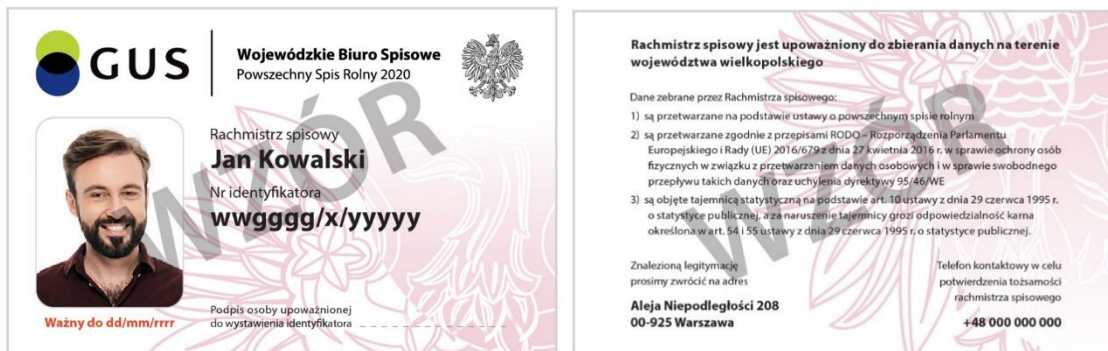 GUS
Wojewódzkie Biuro Spisowe
Powszechny Spis Rolny 2020
WZÓR
Rachmistrz spisowy
Jan Kowalski
Nr identyfikatora
wwgggg/x/yyyyy
Ważny do dd/mm/rrrr
Podpis osoby upoważnionej
do wystawienia identyfikatora
Rachmistrz spisowy jest upoważniony do zbierania danych na terenie
województwa wielkopolskiego
WZÓR
Dane zebrane przez Rachmistrza spisowego:
1) są przetwarzane na podstawie ustawy o powszechnym spisie rolnym
2) są przetwarzane zgodnie z przepisami RODO – Rozporządzenia Parlamentu
Europejskiego i Rady (UE) 2016/679 z dnia 27 kwietnia 2016 r. w sprawie ochrony osób
fizycznych w związku z przetwarzaniem danych osobowych i w sprawie swobodnego
przepływu takich danych oraz uchylenia dyrektywy 95/46/WE
3) są objęte tajemnicą statystyczną na podstawie art. 10 ustawy z dnia 29 czerwca 1995 r.
o statystyce publicznej, a za naruszenie tajemnicy grozi odpowiedzialność karna
określona w art. 54 i 55 ustawy z dnia 29 czerwca 1995 r. o statystyce publicznej.
Znalezioną legitymację
prosimy zwrócić na adres
Aleja Niepodległości 208
00-925 Warszawa
Telefon kontaktowy w celu
potwierdzenia tożsamości
rachmistrza spisowego
+48 000 000 000